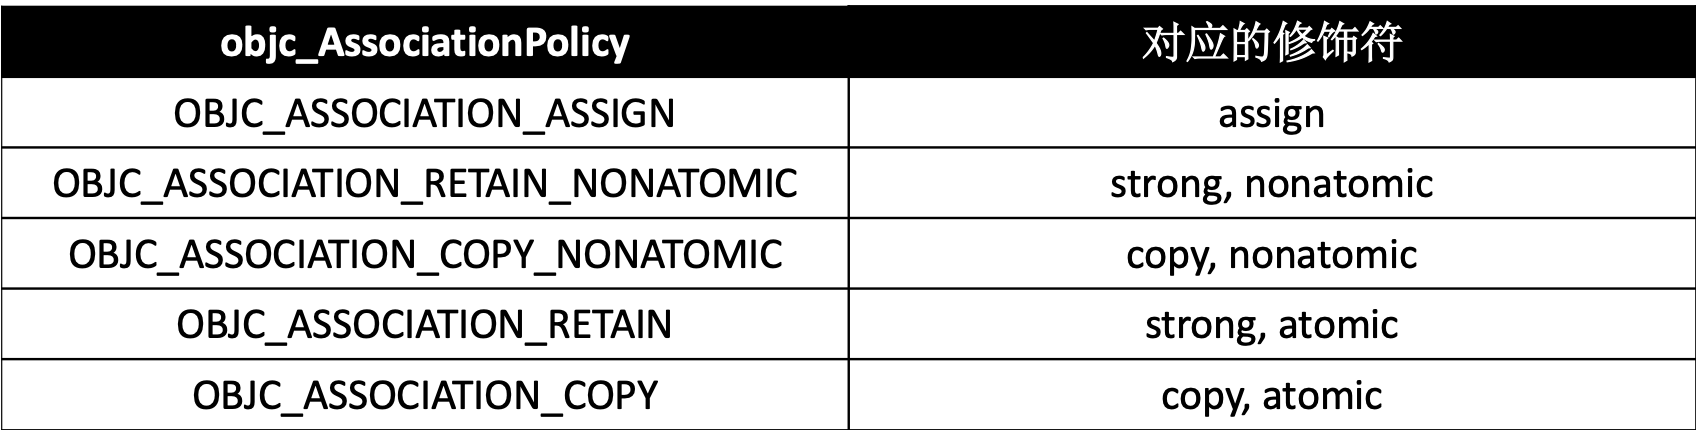 objc_AssociationPolicy 对应的修饰符
OBJC_ASSOCIATION_ASSIGN assign
OBJC_ASSOCIATION_RETAIN_NONATOMIC strong, nonatomic
OBJC_ASSOCIATION_COPY_NONATOMIC copy, nonatomic
OBJC_ASSOCIATION_RETAIN strong, atomic
OBJC_ASSOCIATION_COPY copy, atomic